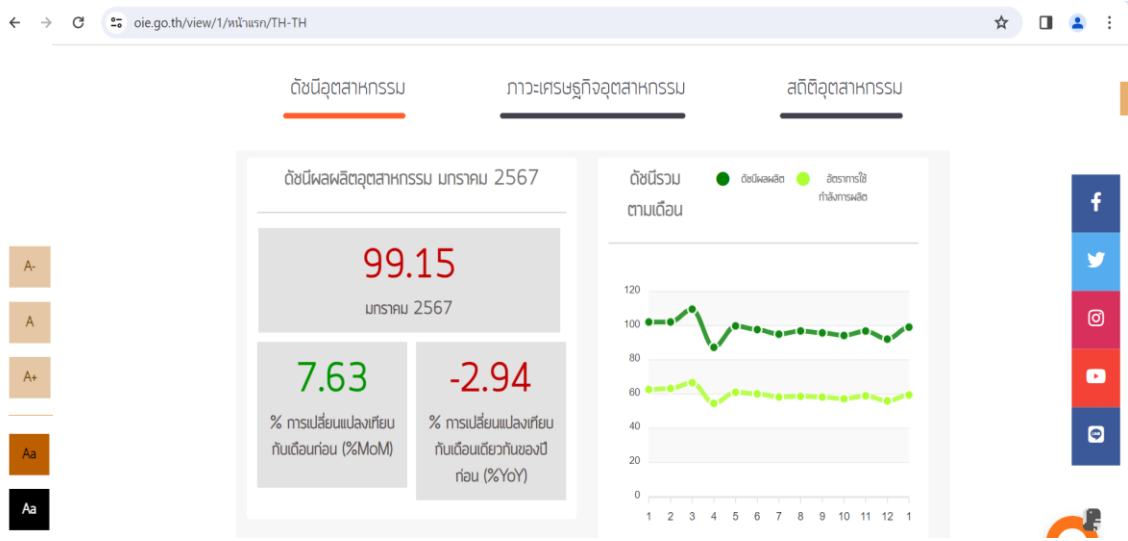 oie.go.th/view/1/หน้าแรก/TH-TH
ดัชนีอุตสาหกรรม
ภาวะเศรษฐกิจอุตสาหกรรม
สถิติอุตสาหกรรม
ดัชนีผลผลิตอุตสาหกรรม มกราคม 2567
99.15
มกราคม 2567
7.63
% การเปลี่ยนแปลงเทียบ
กับเดือนก่อน (%MoM)
-2.94
% การเปลี่ยนแปลงเทียบ
กับเดือนเดียวกันของปี
ก่อน (%YoY)
ดัชนีรวม
ตามเดือน
ดัชนีผลผลิต
อัตราการใช้
กำลังการผลิต
120
100
80
60
40
20
0
1 2 3 4 5 6 7 8 9 10 11 12 1
A-
A
A+
Aa
Aa